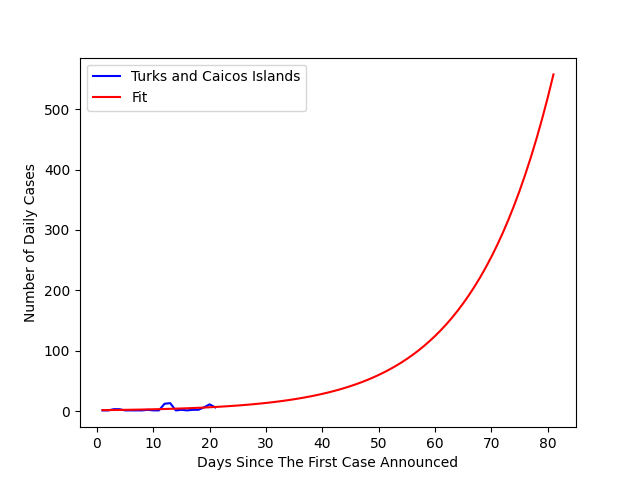 Turks and Caicos Islands
Fit
Number of Daily Cases
500
400
300
200
100
0
0 10 20 30 40 50 60 70 80
Days Since The First Case Announced